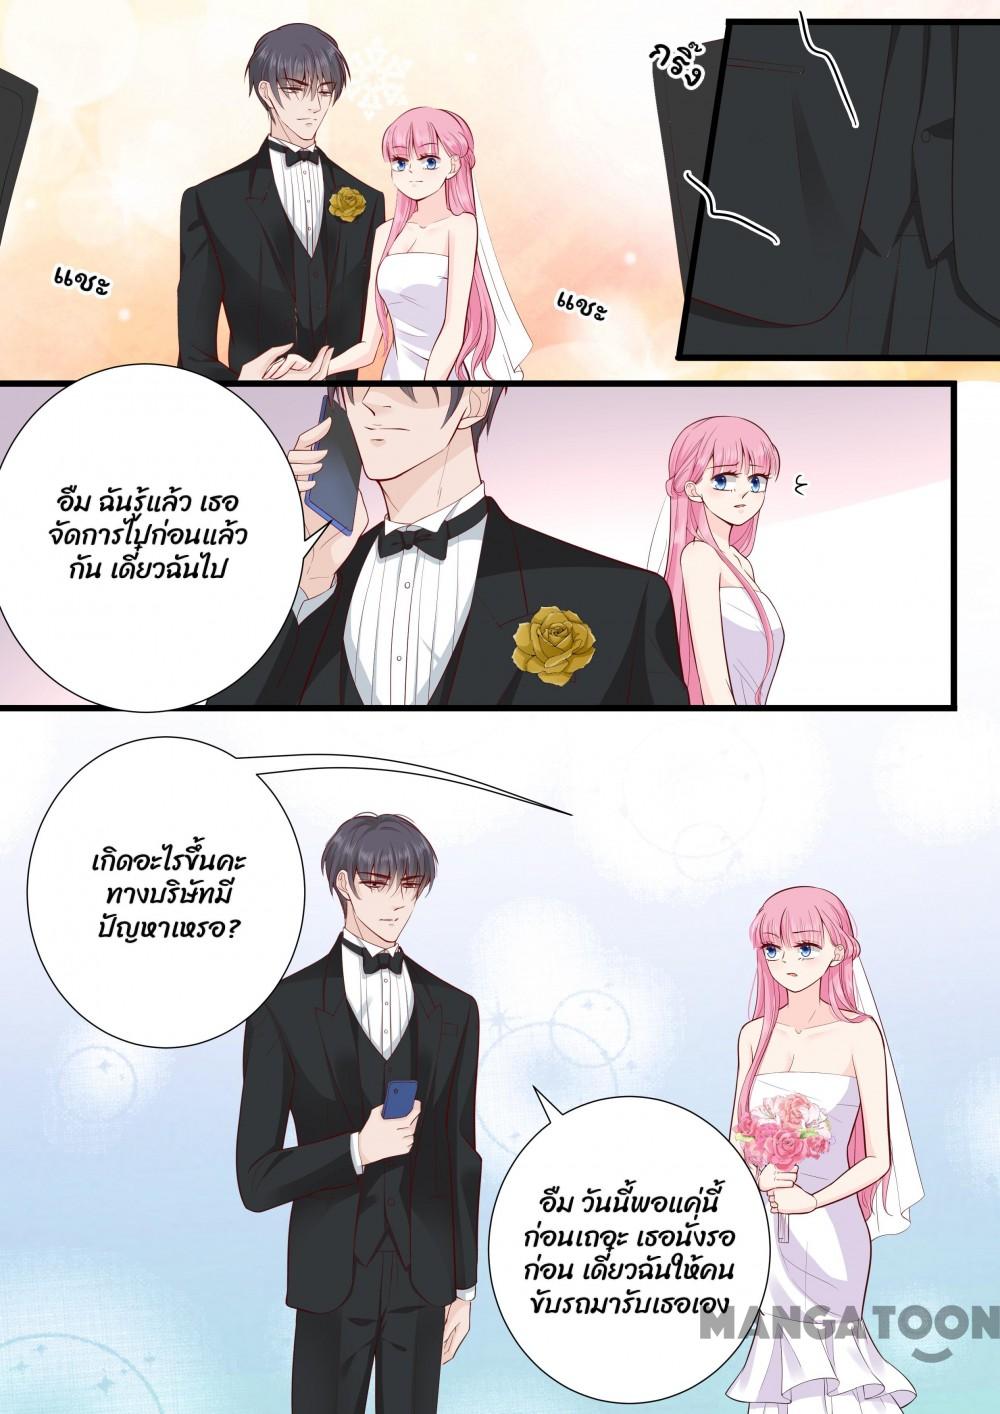 แชะ
แชะ
กริ๊ง
อืม ฉันรู้แล้ว เธอ
จัดการไปก่อนแล้ว
กัน เดี๋ยวฉันไป
เกิดอะไรขึ้นคะ
ทางบริษัทมี
ปัญหาเหรอ?
อืม วันนี้พอแค่นี้
ก่อนเถอะ เธอนั่งรอ
ก่อน เดี๋ยวฉันให้คน
ขับรถมารับเธอเอง
MANGATOON